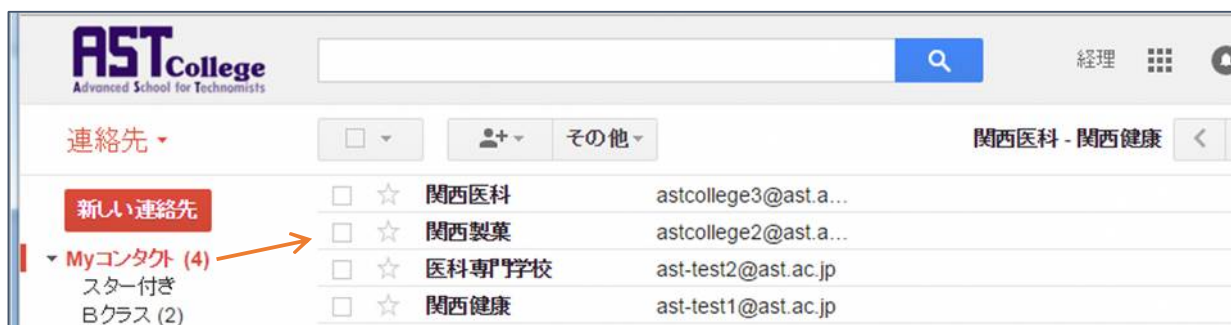 AST College
Advanced School for Technomists
経理
連絡先
その他
関西医科 - 関西健康
新しい連絡先
関西医科 astcollege3@ast.a...
関西製菓 astcollege2@ast.a...
Myコンタクト (4)
医科専門学校 ast-test2@ast.ac.jp
スター付き
関西健康 ast-test1@ast.ac.jp
Bクラス (2)